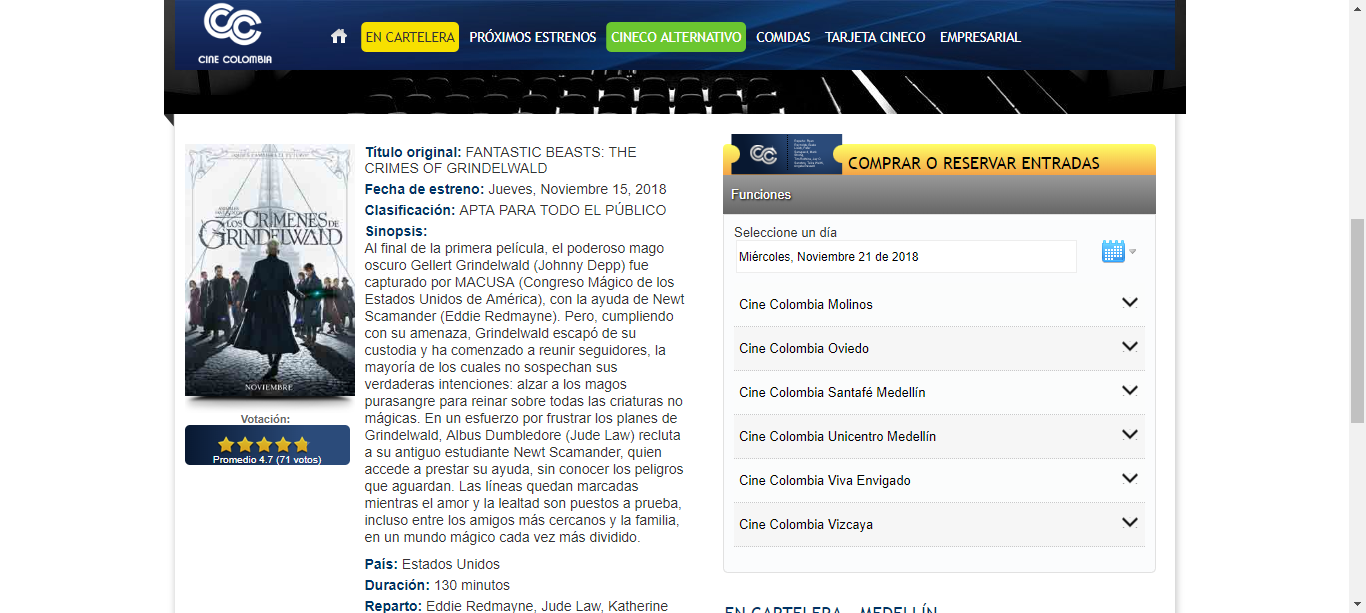 CINE COLOMBIA
EN CARTELERA
PRÓXIMOS ESTRENOS
CINECO ALTERNATIVO
COMIDAS
TARJETA CINECO
EMPRESARIAL
LOS CRÍMENES DE
GRINDELWALD
NOVIEMBRE
Votación:
Promedio 4.7 (71 votos)
Título original: FANTASTIC BEASTS: THE
CRIMES OF GRINDELWALD
Fecha de estreno: Jueves, Noviembre 15, 2018
Clasificación: APTA PARA TODO EL PÚBLICO
Sinopsis:
Al final de la primera película, el poderoso mago
oscuro Gellert Grindelwald (Johnny Depp) fue
capturado por MACUSA (Congreso Mágico de los
Estados Unidos de América), con la ayuda de Newt
Scamander (Eddie Redmayne). Pero, cumpliendo
con su amenaza, Grindelwald escapó de su
custodia y ha comenzado a reunir seguidores, la
mayoría de los cuales no sospechan sus
verdaderas intenciones: alzar a los magos
purasangre para reinar sobre todas las criaturas no
mágicas. En un esfuerzo por frustrar los planes de
Grindelwald, Albus Dumbledore (Jude Law) recluta
a su antiguo estudiante Newt Scamander, quien
accede a prestar su ayuda, sin conocer los peligros
que aguardan. Las líneas quedan marcadas
mientras el amor y la lealtad son puestos a prueba,
incluso entre los amigos más cercanos y la familia,
en un mundo mágico cada vez más dividido.
País: Estados Unidos
Duración: 130 minutos
Reparto: Eddie Redmayne, Jude Law, Katherine
COMPRAR O RESERVAR ENTRADAS
Funciones
Seleccione un día
Miércoles, Noviembre 21 de 2018
Cine Colombia Molinos
Cine Colombia Oviedo
Cine Colombia Santafé Medellín
Cine Colombia Unicentro Medellín
Cine Colombia Viva Envigado
Cine Colombia Vizcaya
EN CARTELERA - MEDELLÍN